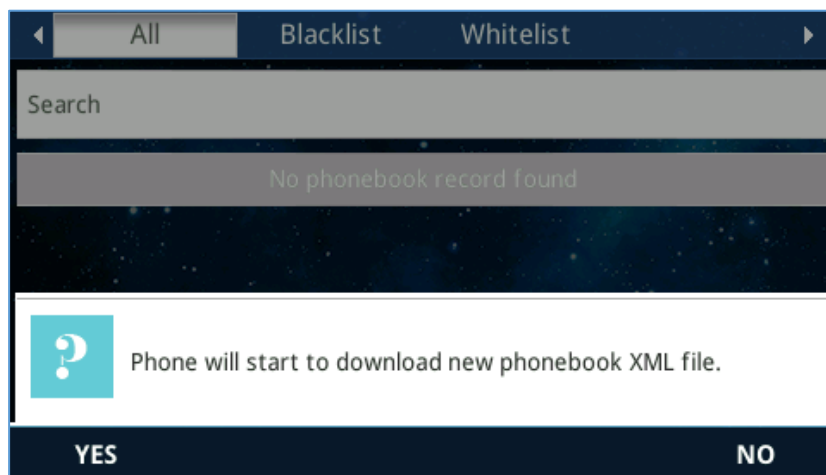 All Blacklist Whitelist
Search
No phonebook record found
Phone will start to download new phonebook XML file.
YES NO